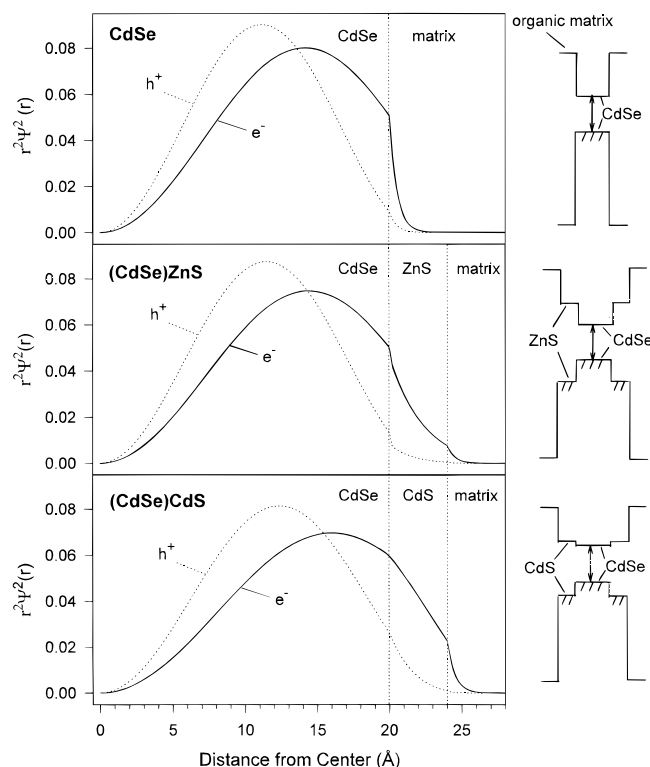 CdSe
CdSe
matrix
h+
e-
r²Ψ²(r)
0.08
0.06
0.04
0.02
0.00
organic matrix
CdSe
(CdSe)ZnS
CdSe
ZnS
matrix
h+
e-
r²Ψ²(r)
0.08
0.06
0.04
0.02
0.00
ZnS
CdSe
(CdSe)CdS
CdSe
CdS
matrix
h+
e-
r²Ψ²(r)
0.08
0.06
0.04
0.02
0.00
CdS
CdSe
0
5
10
15
20
25
Distance from Center (Å)